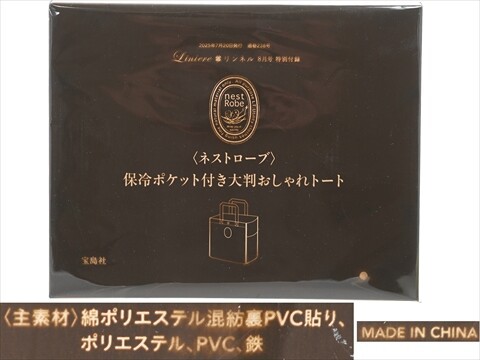 2025年7月20日発行 通巻220号
Liniere リンネル 8月号 特別付録
nest
Robe
〈ネストローブ〉
保冷ポケット付き大判おしゃれトート
宝島社
〈主素材〉綿ポリエステル混紡裏PVC貼り、
ポリエステル、PVC、鉄
MADE IN CHINA